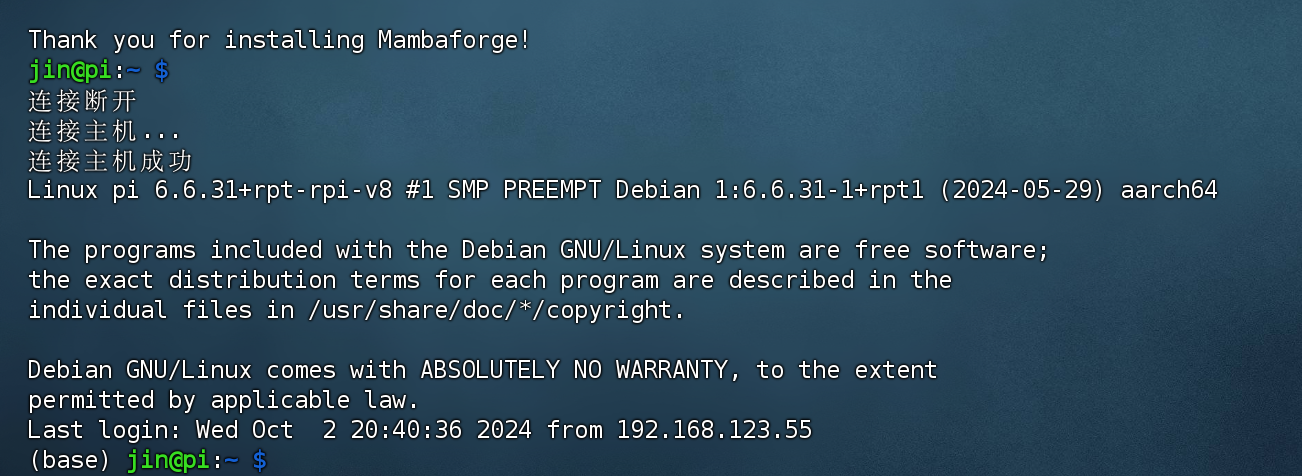 Thank you for installing Mambaforge!
jin@pi:~ $
连接断开
连接主机...
连接主机成功
Linux pi 6.6.31+rpt-rpi-v8 #1 SMP PREEMPT Debian 1:6.6.31-1+rpt1 (2024-05-29) aarch64
The programs included with the Debian GNU/Linux system are free software;
the exact distribution terms for each program are described in the
individual files in /usr/share/doc/*/copyright.
Debian GNU/Linux comes with ABSOLUTELY NO WARRANTY, to the extent
permitted by applicable law.
Last login: Wed Oct  2 20:40:36 2024 from 192.168.123.55
(base) jin@pi:~ $